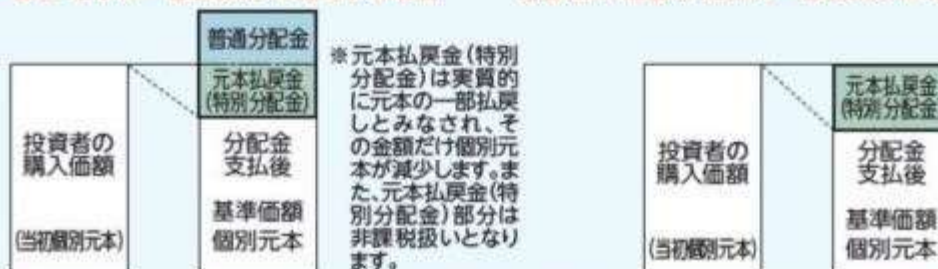 普通分配金
元本払戻金
(特別分配金)
投資者の
購入価額
(当初個別元本)
分配金
支払後
基準価額
個別元本
※元本払戻金(特別
分配金)は実質的
に元本の一部払戻
しとみなされ、そ
の金額だけ個別元
本が減少します。ま
た、元本払戻金(特
別分配金)部分は
非課税扱いとなり
ます。
投資者の
購入価額
(当初個別元本)
元本払戻金
(特別分配金
分配金
支払後
基準価額
個別元本